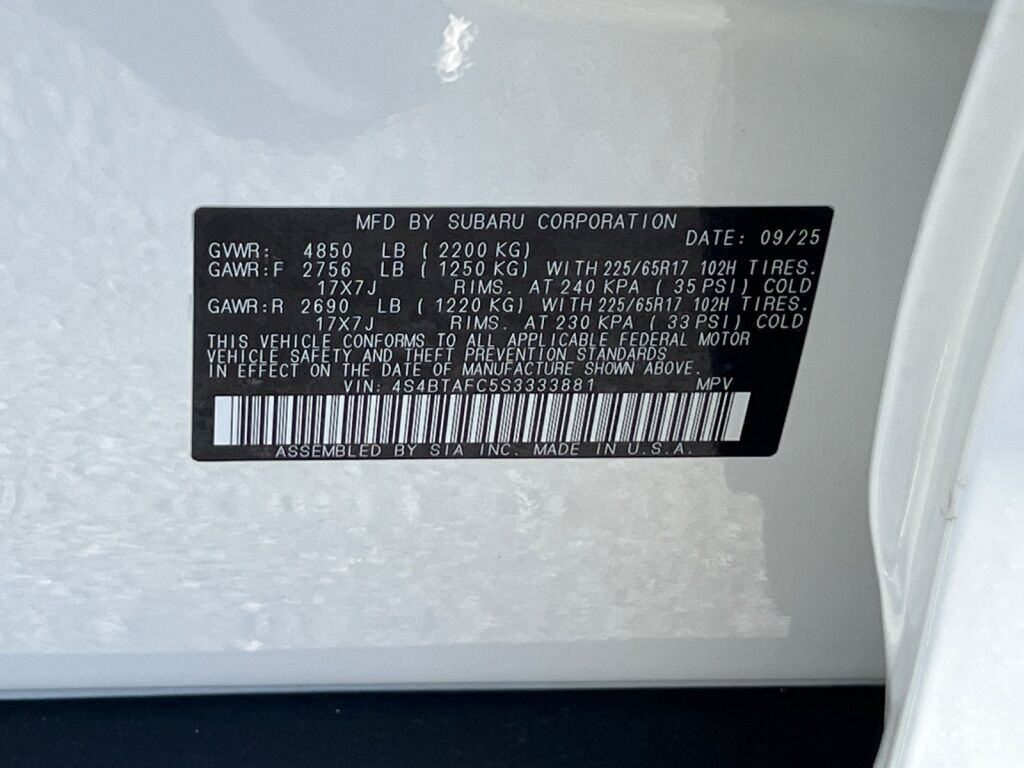 MFD BY SUBARU CORPORATION
DATE: 09/25
GVWR: 4850 LB ( 2200 KG)
GAWR:F 2756 LB ( 1250 KG) WITH 225/65R17 102H TIRES.
17X7J RIMS. AT 240 KPA ( 35 PSI) COLD
GAWR:R 2690 LB ( 1220 KG) WITH 225/65R17 102H TIRES.
17X7J RIMS. AT 230 KPA ( 33 PSI) COLD
THIS VEHICLE CONFORMS TO ALL APPLICABLE FEDERAL MOTOR
VEHICLE SAFETY AND THEFT PREVENTION STANDARDS
IN EFFECT ON THE DATE OF MANUFACTURE SHOWN ABOVE.
VIN: 4S4BTAFC5S3333881 MPV
ASSEMBLED BY SIA INC. MADE IN U.S.A.